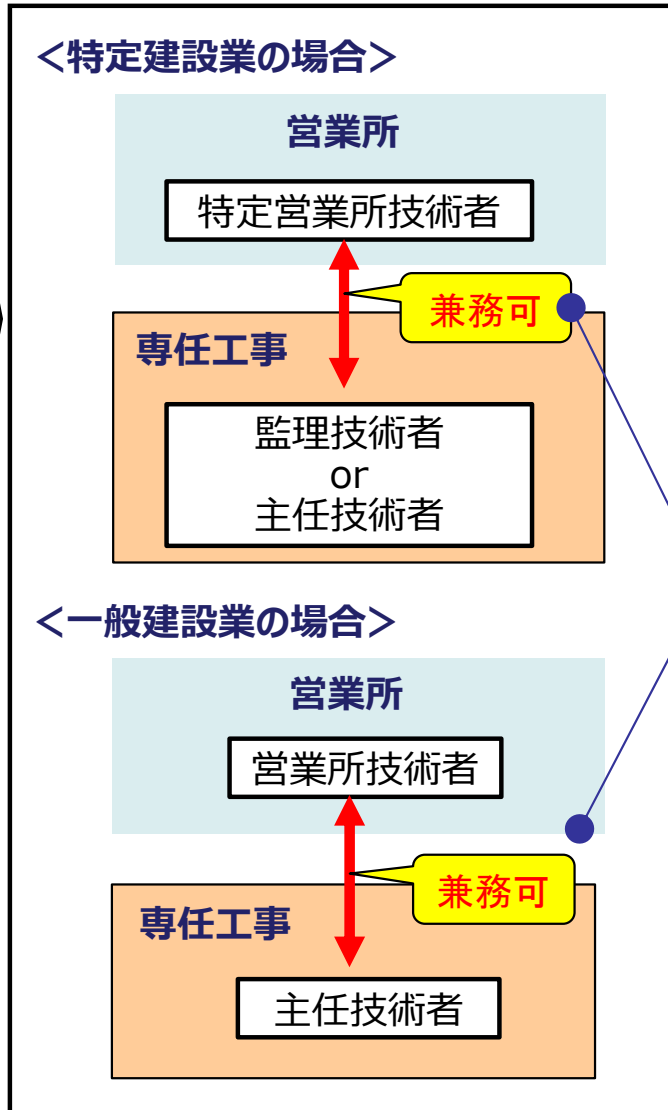 ＜特定建設業の場合＞
営業所
特定営業所技術者
兼務可
専任工事
監理技術者
or
主任技術者
＜一般建設業の場合＞
営業所
営業所技術者
兼務可
専任工事
主任技術者